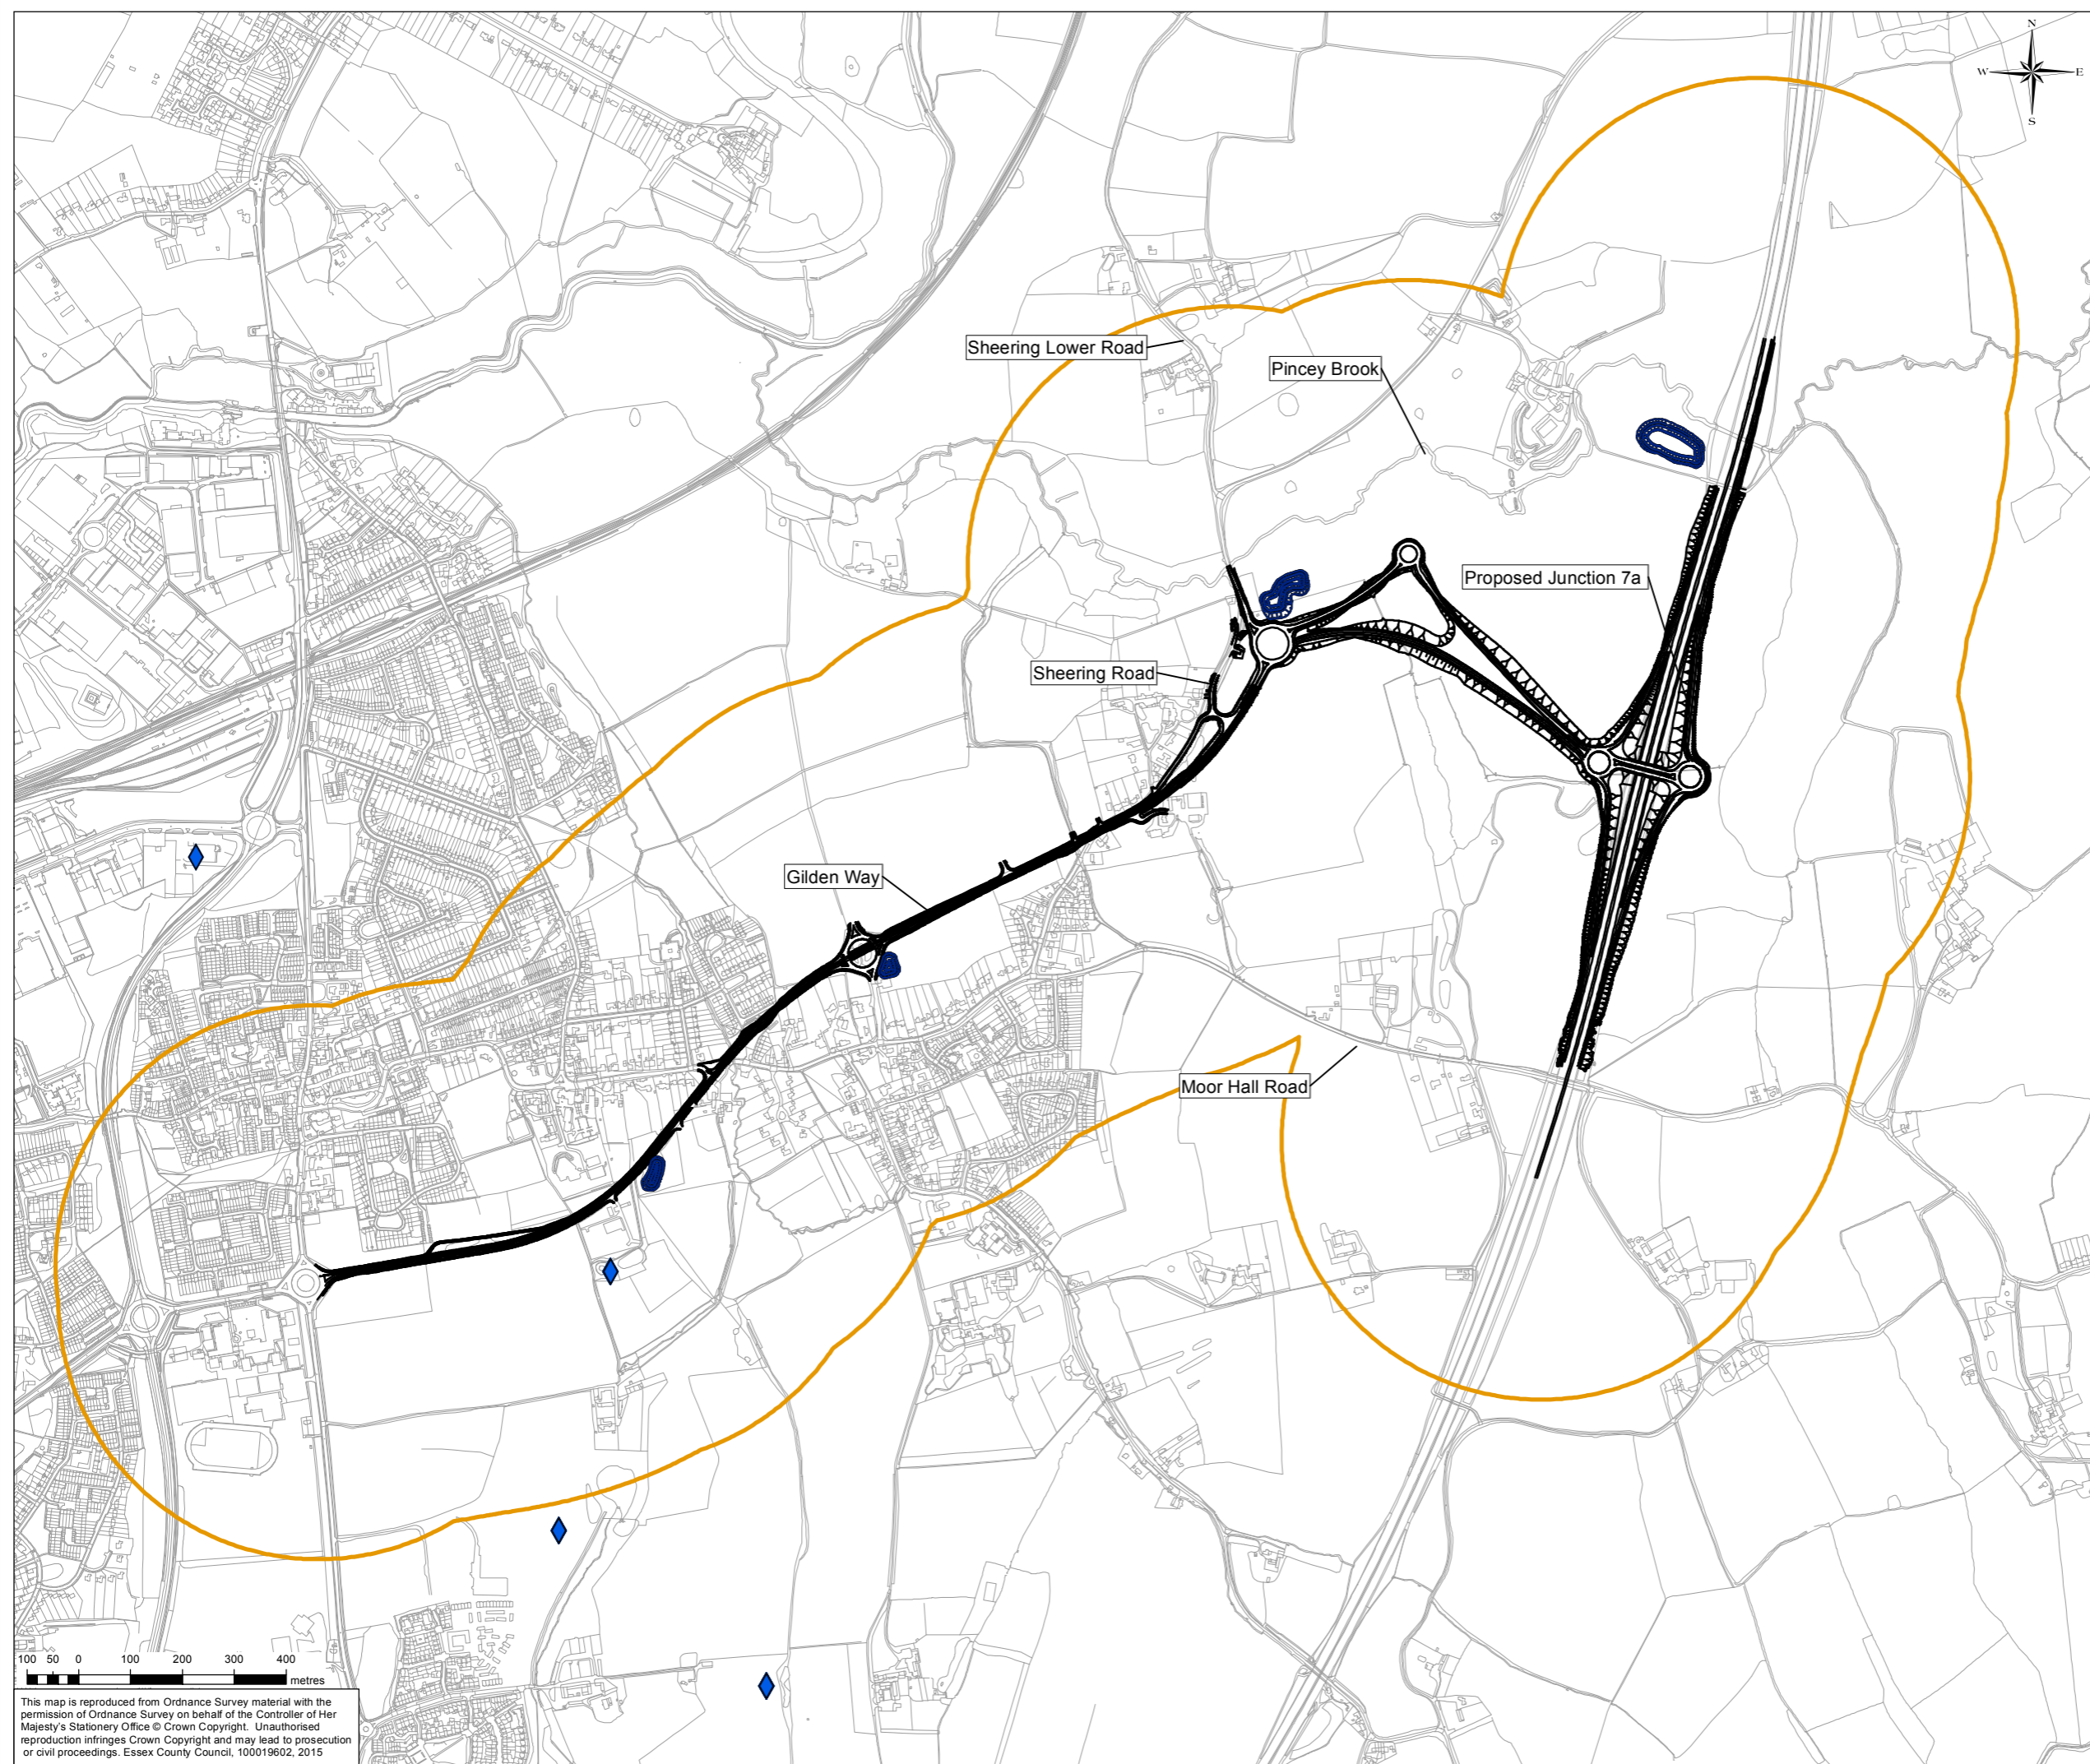 N
W E
S
Sheering Lower Road
Pincey Brook
Proposed Junction 7a
Sheering Road
Gilden Way
Moor Hall Road
100 50 0 100 200 300 400
metres
This map is reproduced from Ordnance Survey material with the
permission of Ordnance Survey on behalf of the Controller of Her
Majesty's Stationery Office © Crown Copyright. Unauthorised
reproduction infringes Crown Copyright and may lead to prosecution
or civil proceedings. Essex County Council, 100019602, 2015